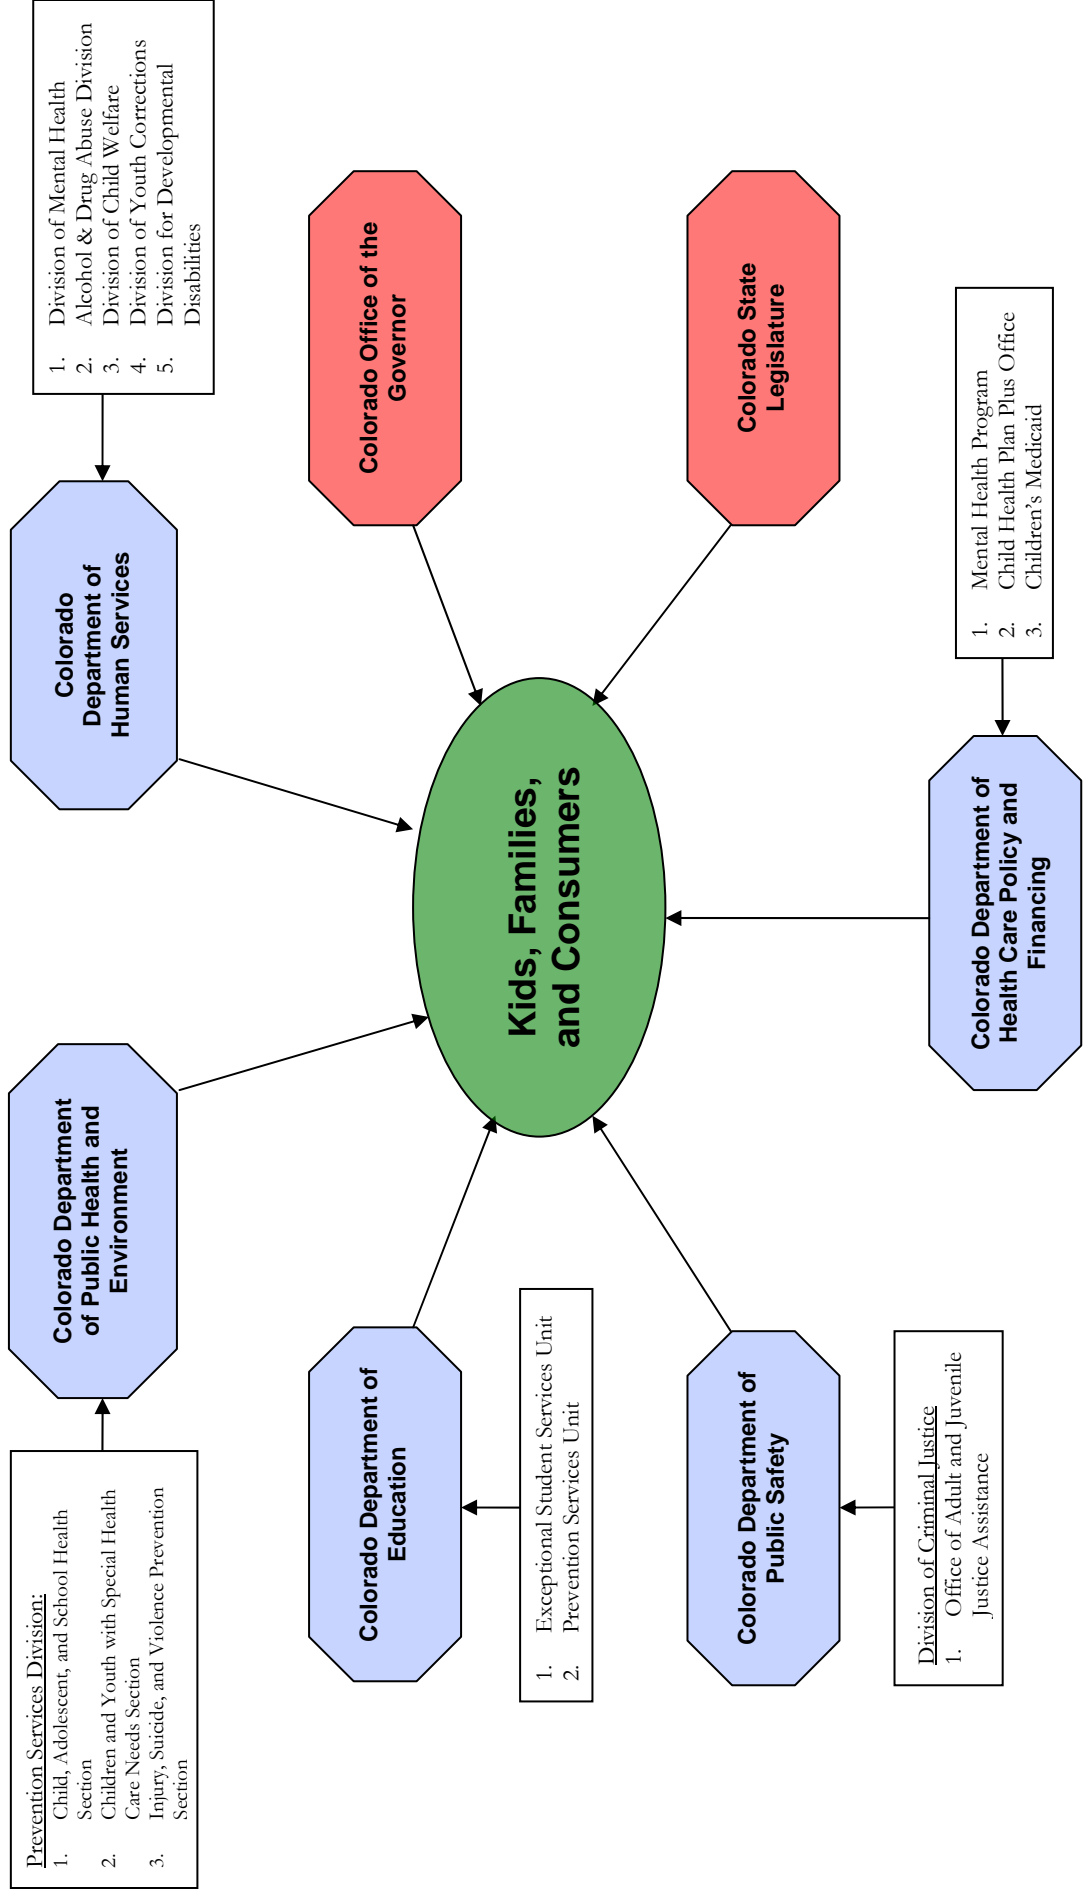 Prevention Services Division:
1. Child, Adolescent, and School Health
Section
2. Children and Youth with Special Health
Care Needs Section
3. Injury, Suicide, and Violence Prevention
Section
Colorado Department
of Public Health and
Environment
Colorado
Department of
Human Services
1. Division of Mental Health
2. Alcohol & Drug Abuse Division
3. Division of Child Welfare
4. Division of Youth Corrections
5. Division for Developmental
Disabilities
Colorado Department of
Education
1. Exceptional Student Services Unit
2. Prevention Services Unit
Kids, Families,
and Consumers
Colorado Office of the
Governor
Colorado Department of
Public Safety
Division of Criminal Justice
1. Office of Adult and Juvenile
Justice Assistance
Colorado State
Legislature
Colorado Department of
Health Care Policy and
Financing
1. Mental Health Program
2. Child Health Plan Plus Office
3. Children's Medicaid